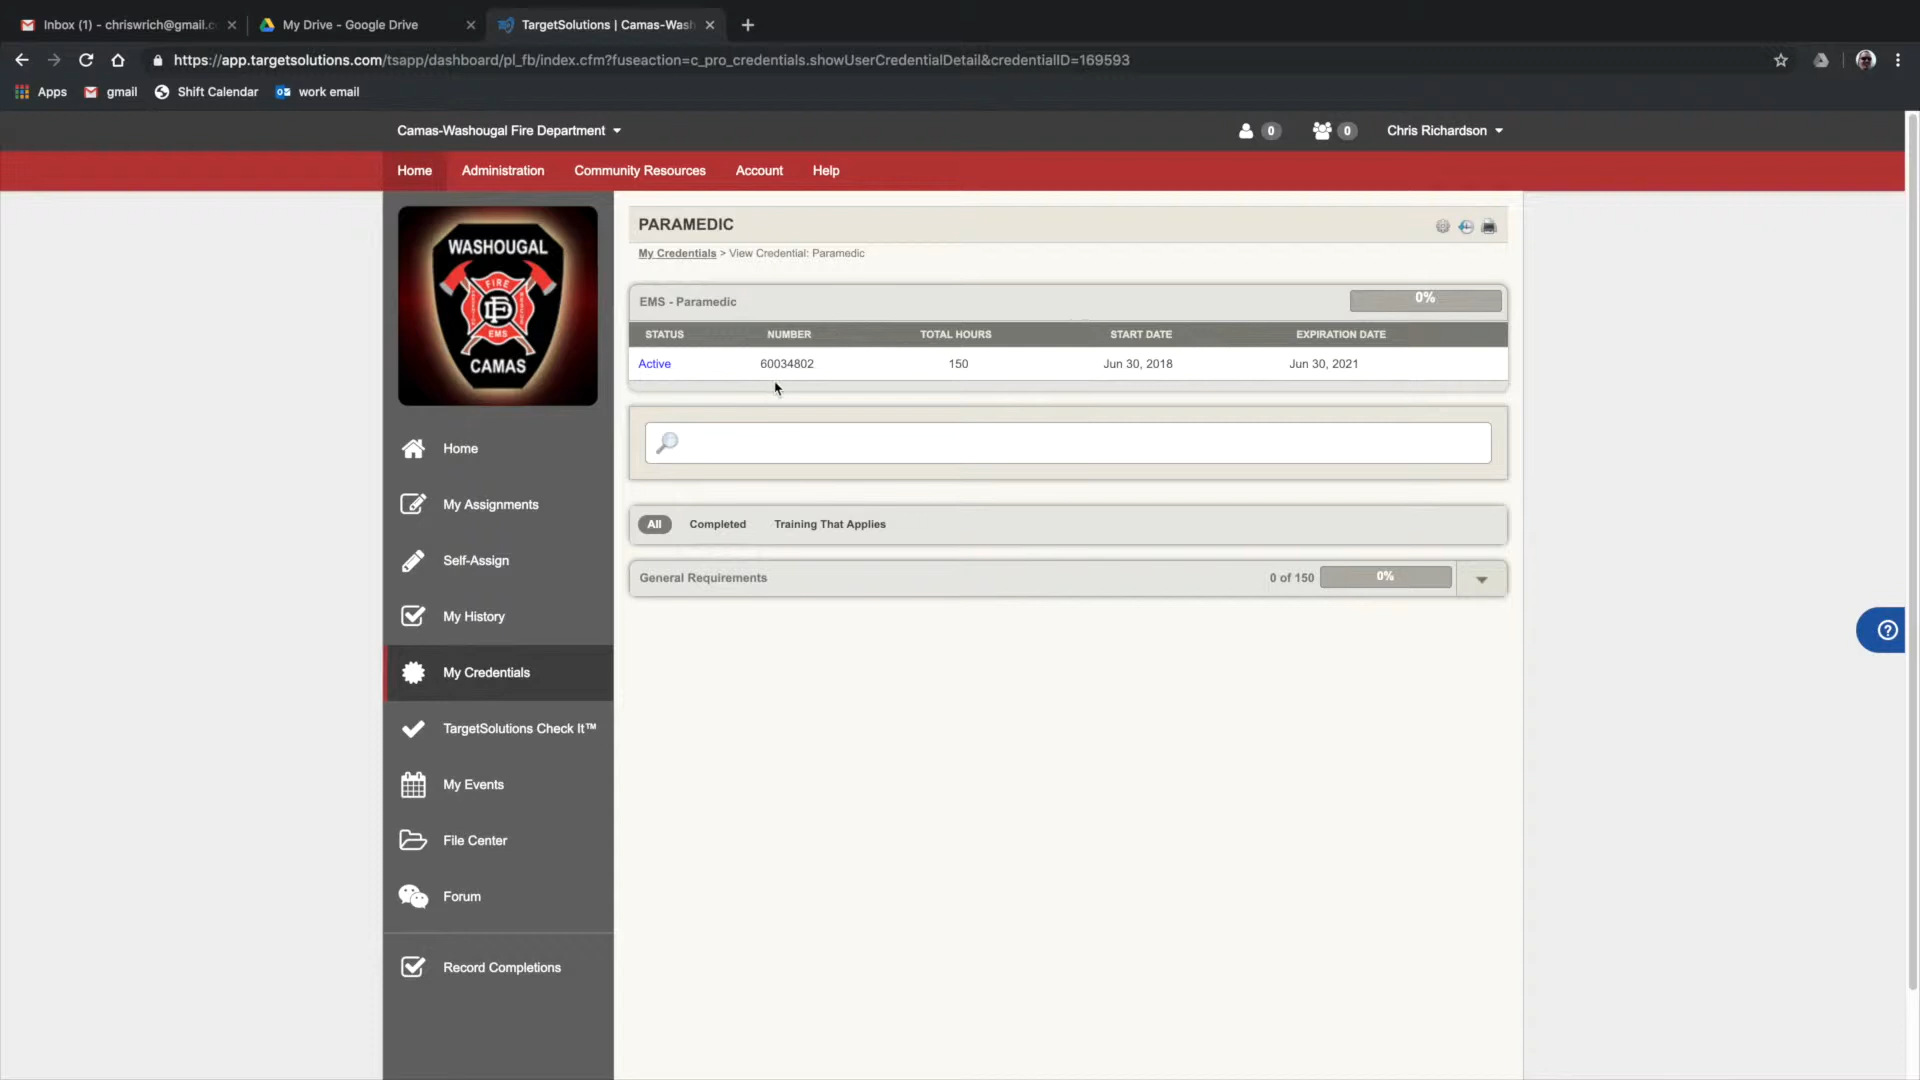 Inbox (1) - chriswrich@gmail.c
My Drive - Google Drive
TargetSolutions | Camas-Wash
https://app.targetsolutions.com/tsapp/dashboard/pl_fb/index.cfm?fuseaction=c_pro_credentials.showUserCredentialDetail&credentialID=169593
Apps
gmail
Shift Calendar
work email
Camas-Washougal Fire Department
0
0
Chris Richardson
Home
Administration
Community Resources
Account
Help
WASHOUGAL
FIRE
EMS
CAMAS
Home
My Assignments
Self-Assign
My History
My Credentials
TargetSolutions Check It™
My Events
File Center
Forum
Record Completions
PARAMEDIC
My Credentials > View Credential: Paramedic
EMS - Paramedic
0%
STATUS NUMBER TOTAL HOURS START DATE EXPIRATION DATE
Active 60034802 150 Jun 30, 2018 Jun 30, 2021
All Completed Training That Applies
General Requirements
0 of 150
0%